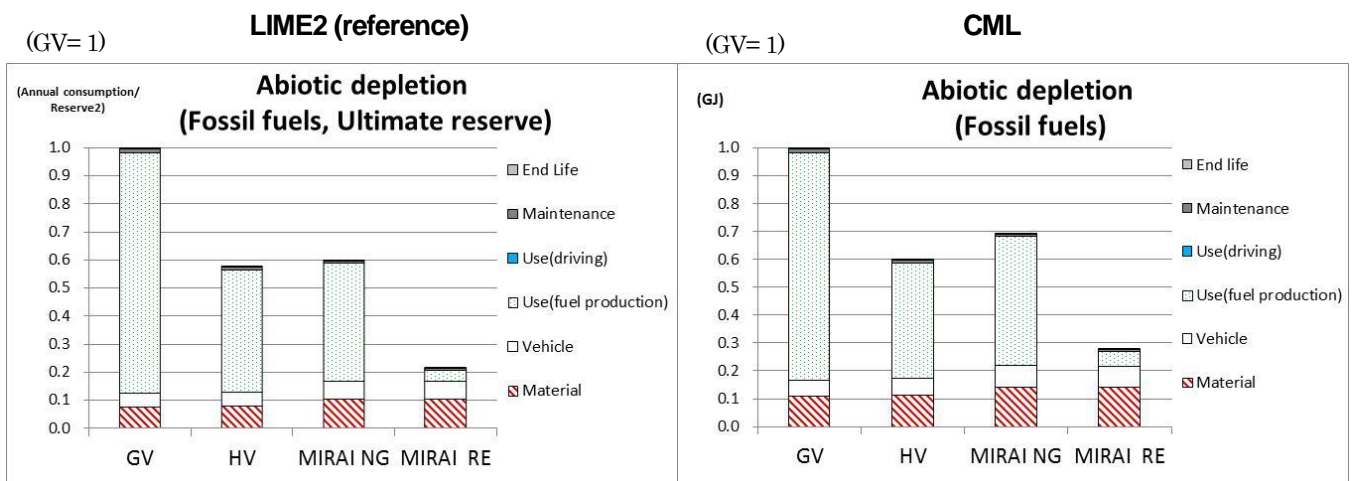 LIME2 (reference)
(GV= 1)
(Annual consumption/
Reserve2)
Abiotic depletion
(Fossil fuels, Ultimate reserve)
1.0
0.9
0.8
0.7
0.6
0.5
0.4
0.3
0.2
0.1
0.0
GV HV MIRAI NG MIRAI RE
End Life
Maintenance
Use(driving)
Use(fuel production)
Vehicle
Material
CML
(GV= 1)
(GJ)
Abiotic depletion
(Fossil fuels)
1.0
0.9
0.8
0.7
0.6
0.5
0.4
0.3
0.2
0.1
0.0
GV HV MIRAI NG MIRAI RE
End life
Maintenance
Use(driving)
Use(fuel production)
Vehicle
Material